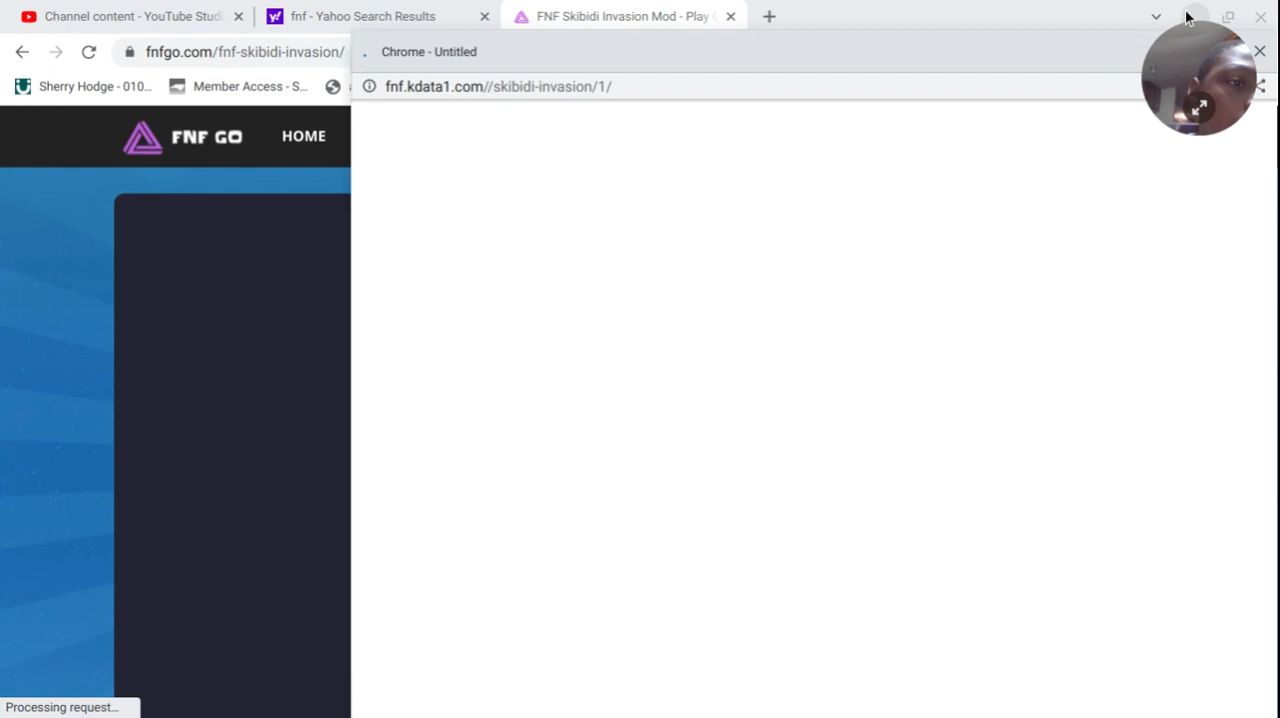 Channel content - YouTube Studi
fnf - Yahoo Search Results
FNF Skibidi Invasion Mod - Play
fnfgo.com/fnf-skibidi-invasion/
Chrome - Untitled
Sherry Hodge - 010...
Member Access - S...
fnf.kdata1.com//skibidi-invasion/1/
FNF GO
HOME
Processing request...